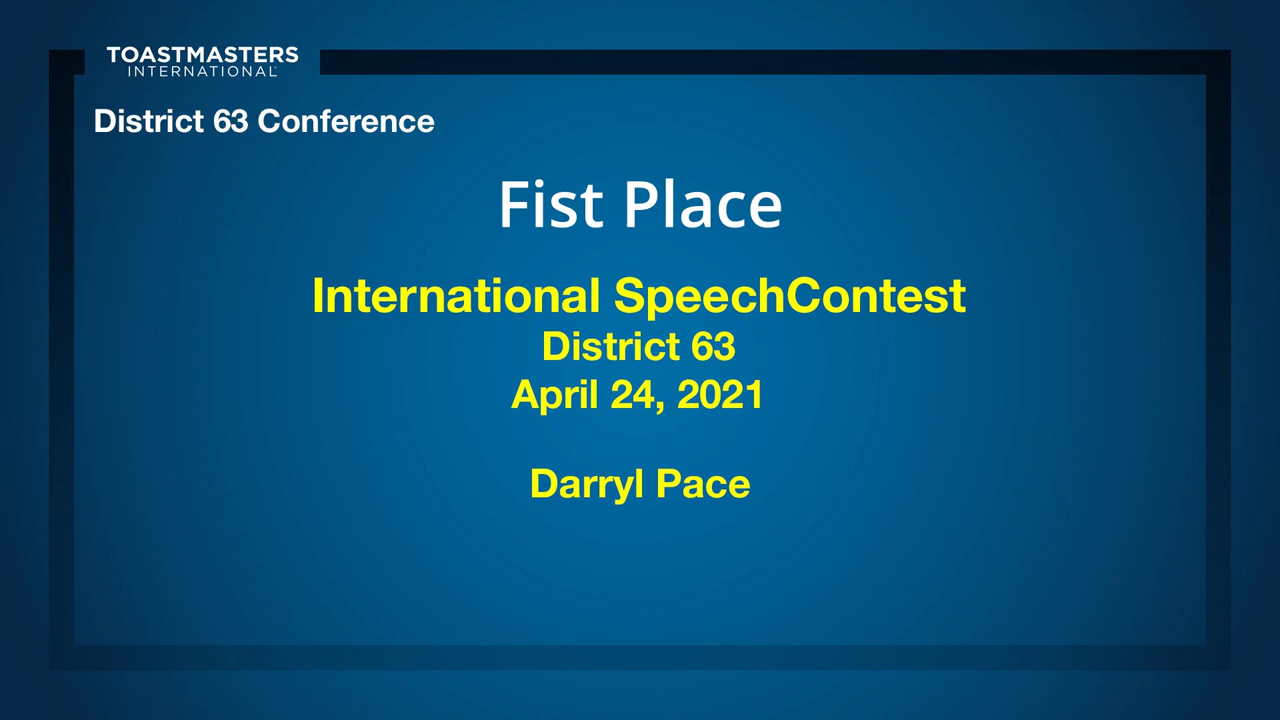 TOASTMASTERS
INTERNATIONAL
District 63 Conference
Fist Place
International SpeechContest
District 63
April 24, 2021
Darryl Pace